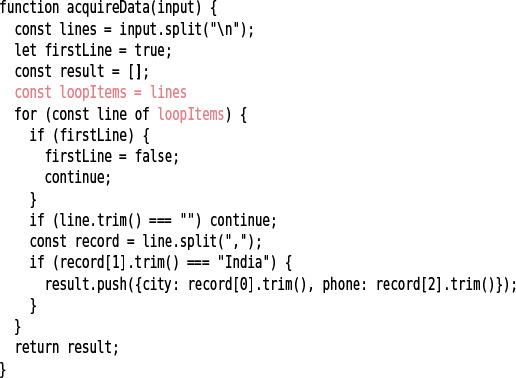 function acquireData(input) {
  const lines = input.split("\n");
  let firstLine = true;
  const result = [];
  const loopItems = lines
  for (const line of loopItems) {
    if (firstLine) {
      firstLine = false;
      continue;
    }
    if (line.trim() === "") continue;
    const record = line.split(",");
    if (record[1].trim() === "India") {
      result.push({city: record[0].trim(), phone: record[2].trim()});
    }
  }
  return result;
}